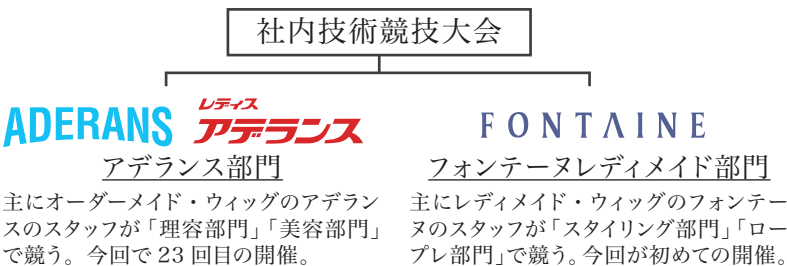 社内技術競技大会
ADERANS
レディス
アデランス
アデランス部門
主にオーダーメイド・ウィッグのアデラン
スのスタッフが「理容部門」「美容部門」
で競う。今回で 23 回目の開催。
FONTAINE
フォンテーヌレディメイド部門
主にレディメイド・ウィッグのフォンテー
ヌのスタッフが「スタイリング部門」「ロー
プレ部門」で競う。今回が初めての開催。